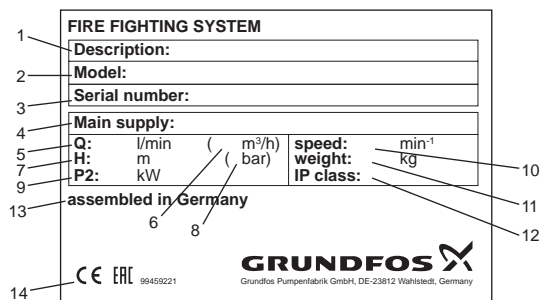 FIRE FIGHTING SYSTEM
1 Description:
2 Model:
3 Serial number:
4 Main supply:
5 Q: l/min ( m³/h) speed: min-1 10
7 H: m ( bar) weight: kg 11
9 P2: kW IP class: 12
13 assembled in Germany
6 8
GRUNDFOS X
14 CE EAC 99459221 Grundfos Pumpenfabrik GmbH, DE-23812 Wahlstedt, Germany